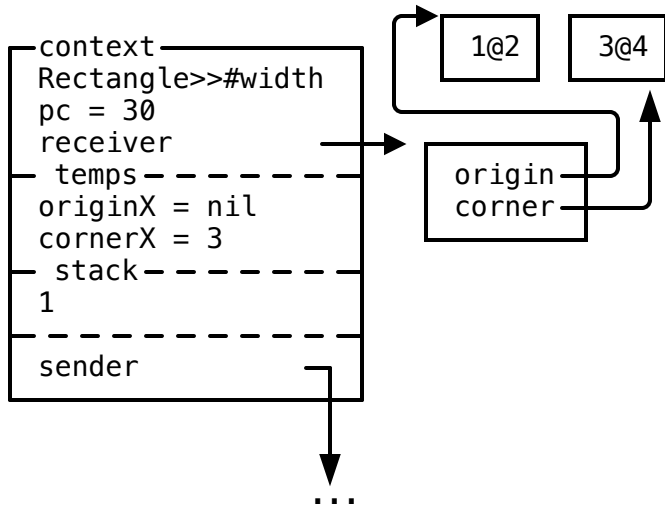 context
Rectangle>>#width
pc = 30
receiver
temps
originX = nil
cornerX = 3
stack
1
sender
...
1@2
3@4
origin
corner